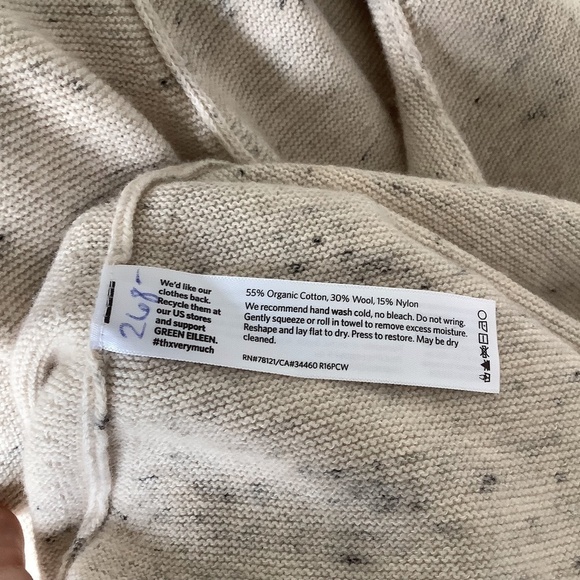 We'd like our
clothes back.
Recycle them at
our US stores
and support
GREEN EILEEN.
#thxverymuch
268-
55% Organic Cotton, 30% Wool, 15% Nylon
We recommend hand wash cold, no bleach. Do not wring.
Gently squeeze or roll in towel to remove excess moisture.
Reshape and lay flat to dry. Press to restore. May be dry
cleaned.
RN#78121/CA#34460 R16PCW